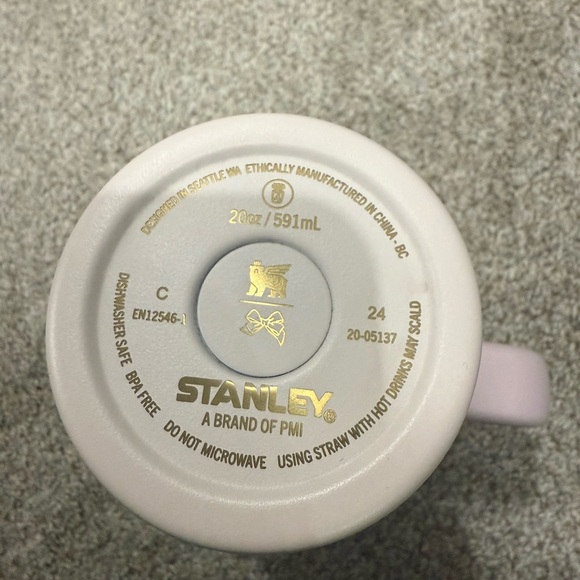 DESIGNED IN SEATTLE WA ETHICALLY MANUFACTURED IN CHINA - BC
20oz / 591mL
C
EN12546-1
24
20-05137
STANLEY®
A BRAND OF PMI
DISHWASHER SAFE BPA FREE DO NOT MICROWAVE USING STRAW WITH HOT DRINKS MAY SCALD